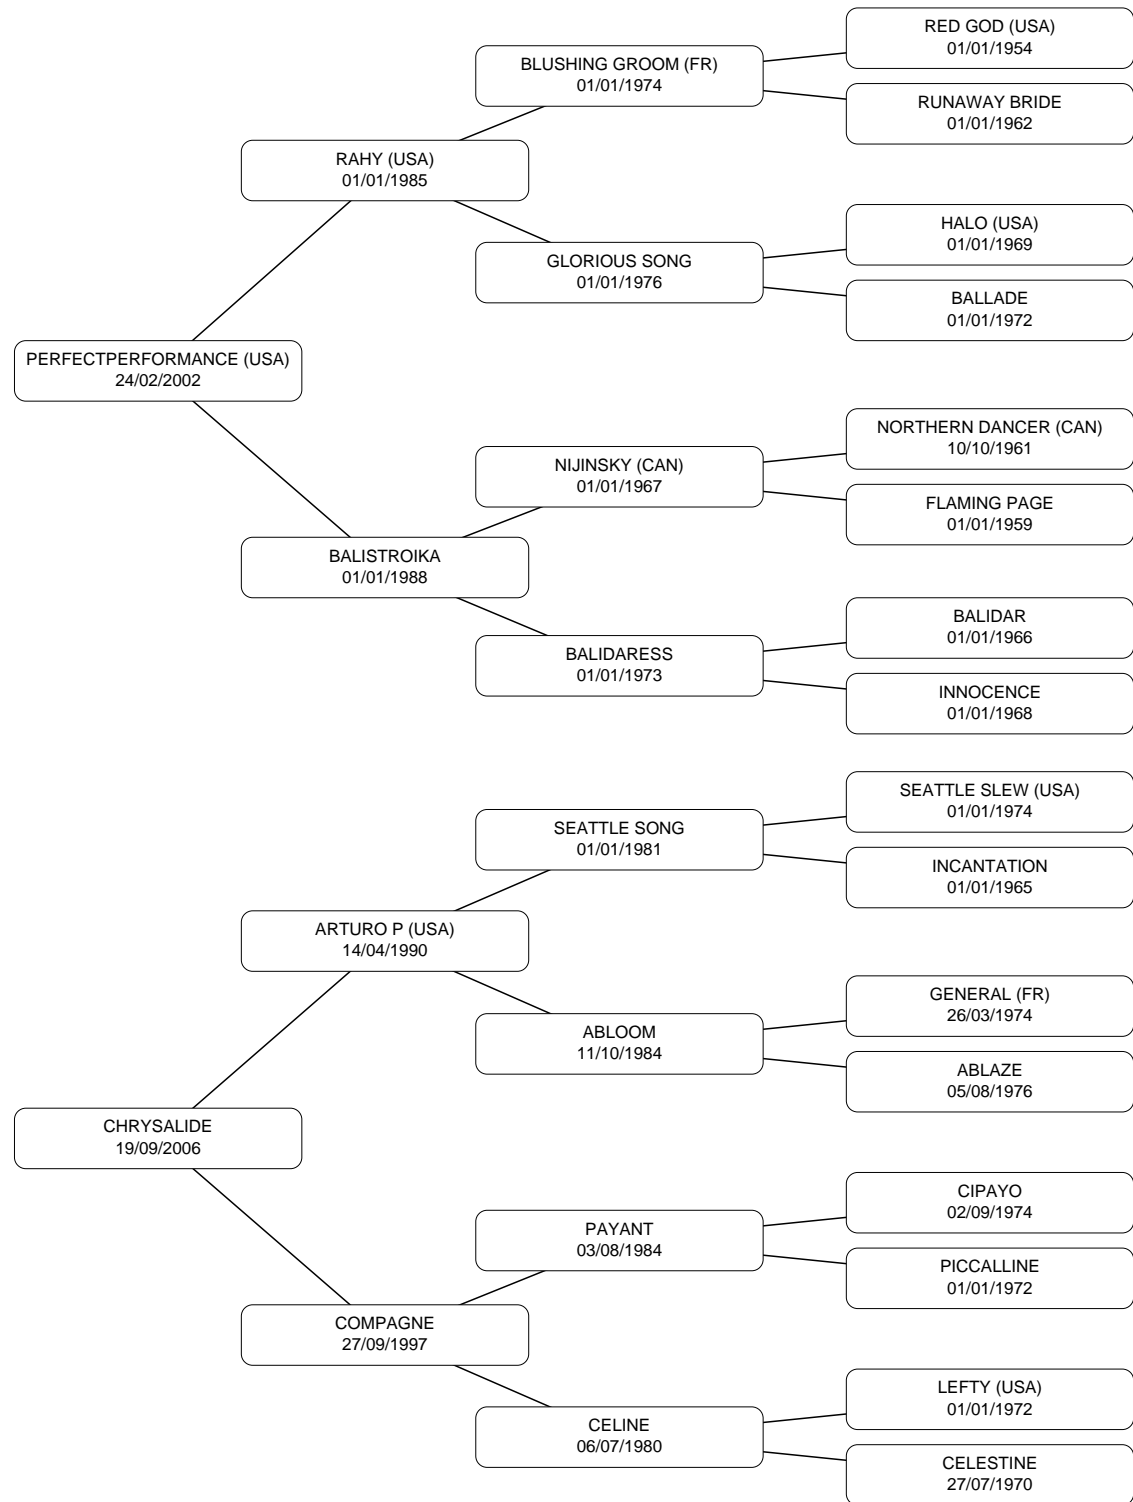 RED GOD (USA)
01/01/1954
BLUSHING GROOM (FR)
01/01/1974
RUNAWAY BRIDE
01/01/1962
RAHY (USA)
01/01/1985
HALO (USA)
01/01/1969
GLORIOUS SONG
01/01/1976
BALLADE
01/01/1972
PERFECTPERFORMANCE (USA)
24/02/2002
NORTHERN DANCER (CAN)
10/10/1961
NIJINSKY (CAN)
01/01/1967
FLAMING PAGE
01/01/1959
BALISTROIKA
01/01/1988
BALIDAR
01/01/1966
BALIDARESS
01/01/1973
INNOCENCE
01/01/1968
SEATTLE SLEW (USA)
01/01/1974
SEATTLE SONG
01/01/1981
INCANTATION
01/01/1965
ARTURO P (USA)
14/04/1990
GENERAL (FR)
26/03/1974
ABLOOM
11/10/1984
ABLAZE
05/08/1976
CHRYSALIDE
19/09/2006
CIPAYO
02/09/1974
PAYANT
03/08/1984
PICCALLINE
01/01/1972
COMPAGNE
27/09/1997
LEFTY (USA)
01/01/1972
CELINE
06/07/1980
CELESTINE
27/07/1970